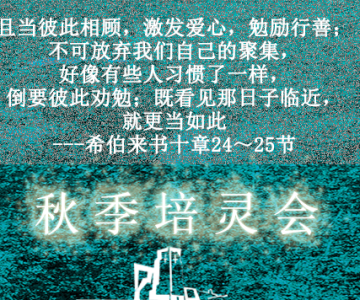 且当彼此相顾，激发爱心，勉励行善；
不可放弃我们自己的聚集，
好像有些人习惯了一样，
倒要彼此劝勉；既看见那日子临近，
就更当如此
---希伯来书十章24～25节
秋季培灵会